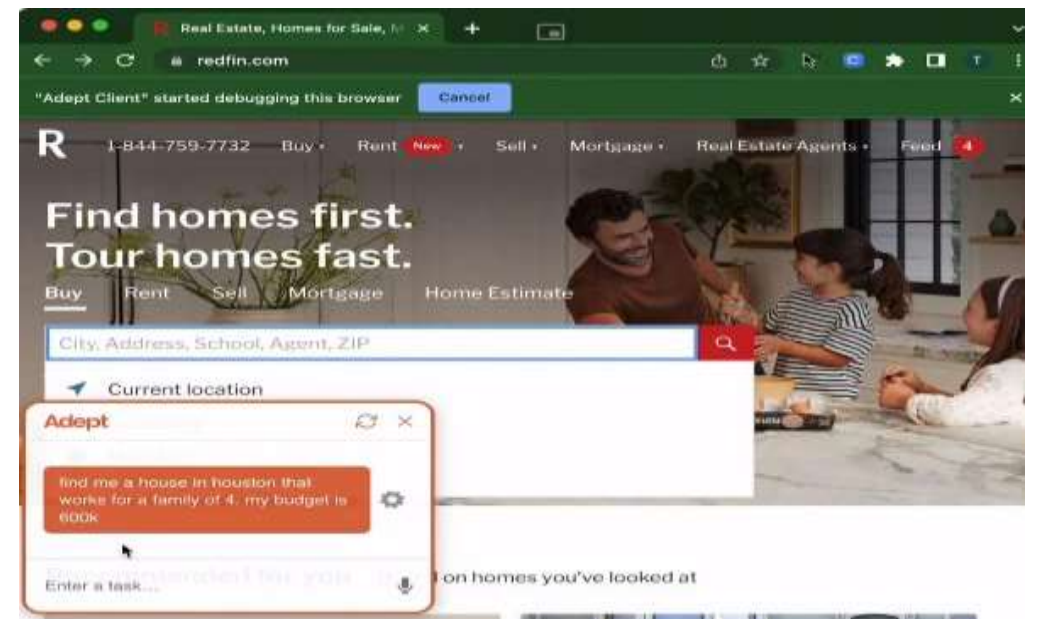 Real Estate, Homes for Sale,
redfin.com
"Adept Client" started debugging this browser Cancel
R 1-844-759-7732 Buy Rent New Sell Mortgage Real Estate Agents Feed 4
Find homes first.
Tour homes fast.
Buy Rent Sell Mortgage Home Estimate
City, Address, School, Agent, ZIP
Current location
Adept
find me a house in houston that
works for a family of 4. my budget is
600k
Enter a task...
on homes you've looked at